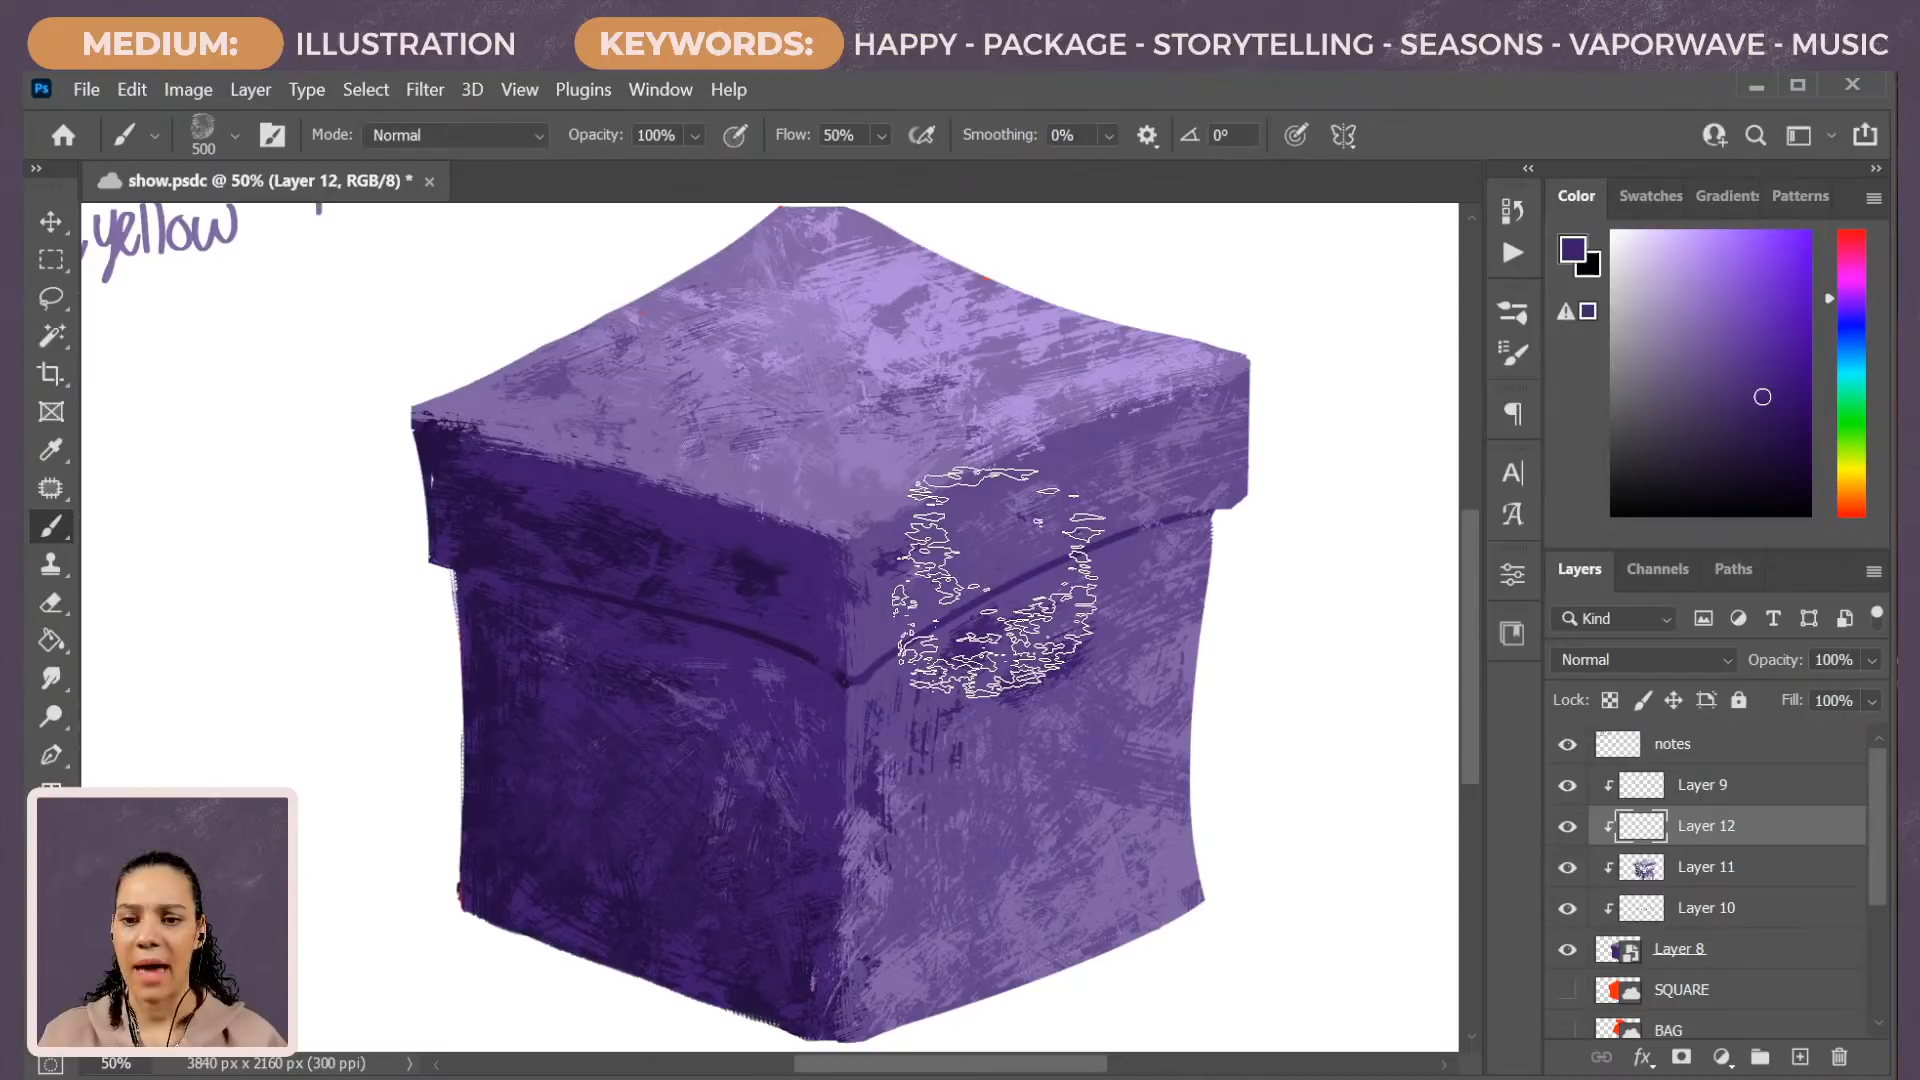 MEDIUM: ILLUSTRATION KEYWORDS: HAPPY - PACKAGE - STORYTELLING - SEASONS - VAPORWAVE - MUSIC
Ps File Edit Image Layer Type Select Filter 3D View Plugins Window Help
500 Mode: Normal Opacity: 100% Flow: 50% Smoothing: 0% 0°
show.psdc @ 50% (Layer 12, RGB/8) *
yellow
Color Swatches Gradients Patterns
Layers Channels Paths
Kind
Normal Opacity: 100%
Lock: Fill: 100%
notes
Layer 9
Layer 12
Layer 11
Layer 10
Layer 8
SQUARE
BAG
50% 3840 px x 2160 px (300 ppi)